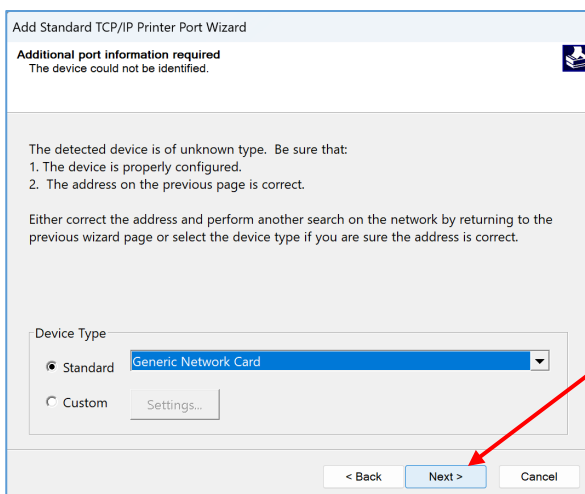 Add Standard TCP/IP Printer Port Wizard
Additional port information required
The device could not be identified.
The detected device is of unknown type.  Be sure that:
1. The device is properly configured.
2.  The address on the previous page is correct.
Either correct the address and perform another search on the network by returning to the
previous wizard page or select the device type if you are sure the address is correct.
Device Type
Standard
Generic Network Card
Custom
Settings...
< Back
Next >
Cancel